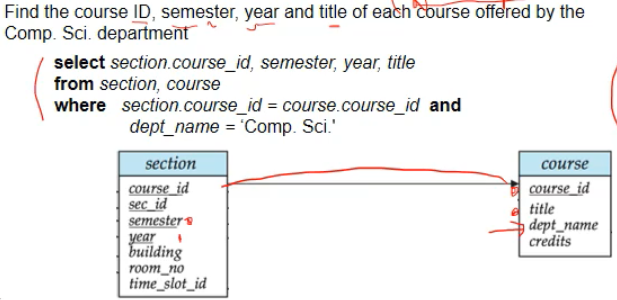 Find the course ID, semester, year and title of each course offered by the
Comp. Sci. department
select section.course_id, semester, year, title
from section, course
where section.course_id = course.course_id and
dept_name = ‘Comp. Sci.'
section
course_id
sec_id
semester
year
building
room_no
time_slot_id
course
course_id
title
dept_name
credits